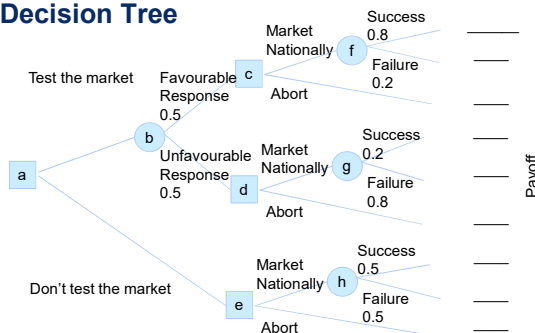 Decision Tree
Success
0.8
Market
Nationally
f
Failure
0.2
Test the market
Favourable
Response
0.5
c
Abort
b
Unfavourable
Response
0.5
Market
Nationally
Success
0.2
g
Failure
0.8
a
d
Abort
Payoff
Don't test the market
Market
Nationally
Success
0.5
h
Failure
0.5
e
Abort